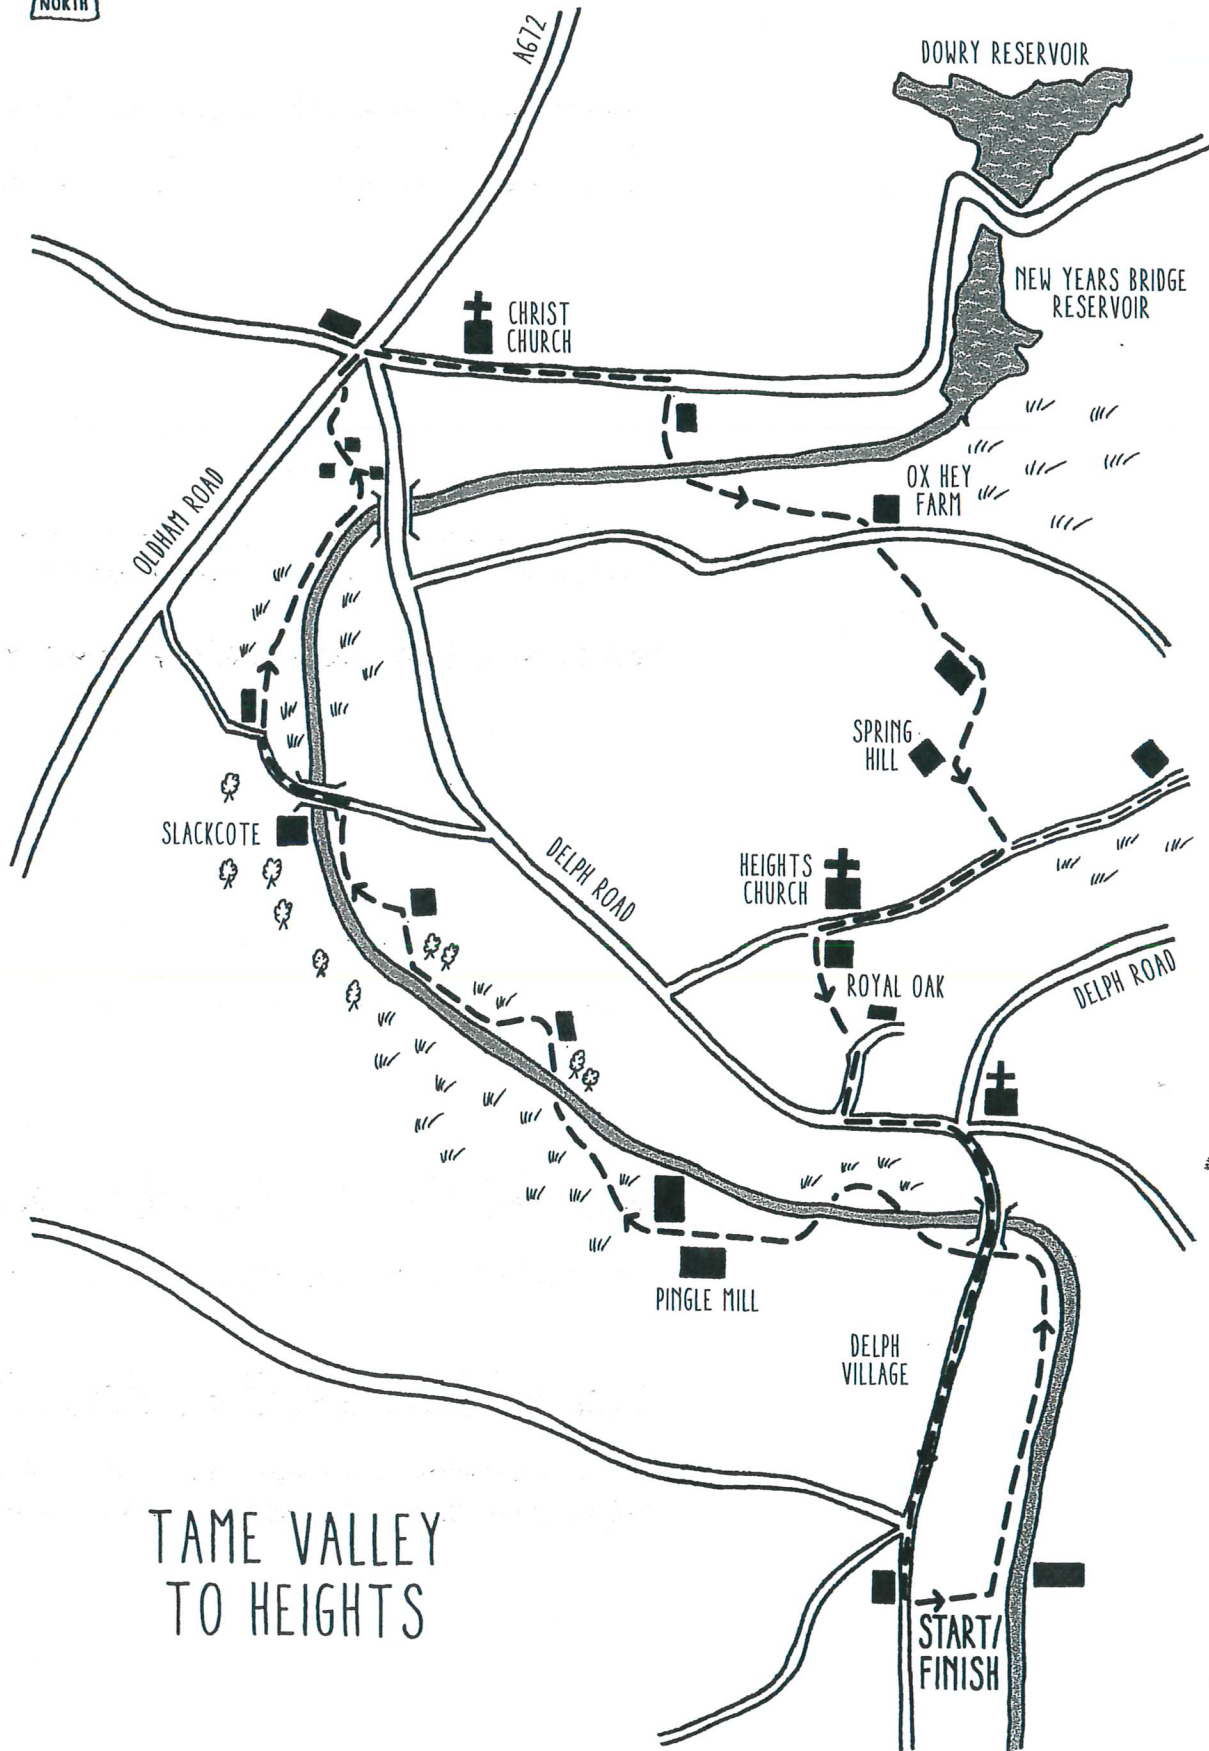 NORTH
A672
DOWRY RESERVOIR
NEW YEARS BRIDGE
RESERVOIR
CHRIST
CHURCH
OLDHAM ROAD
OX HEY
FARM
SPRING
HILL
SLACKCOTE
DELPH ROAD
HEIGHTS
CHURCH
ROYAL OAK
DELPH ROAD
PINGLE MILL
DELPH
VILLAGE
TAME VALLEY
TO HEIGHTS
START/
FINISH